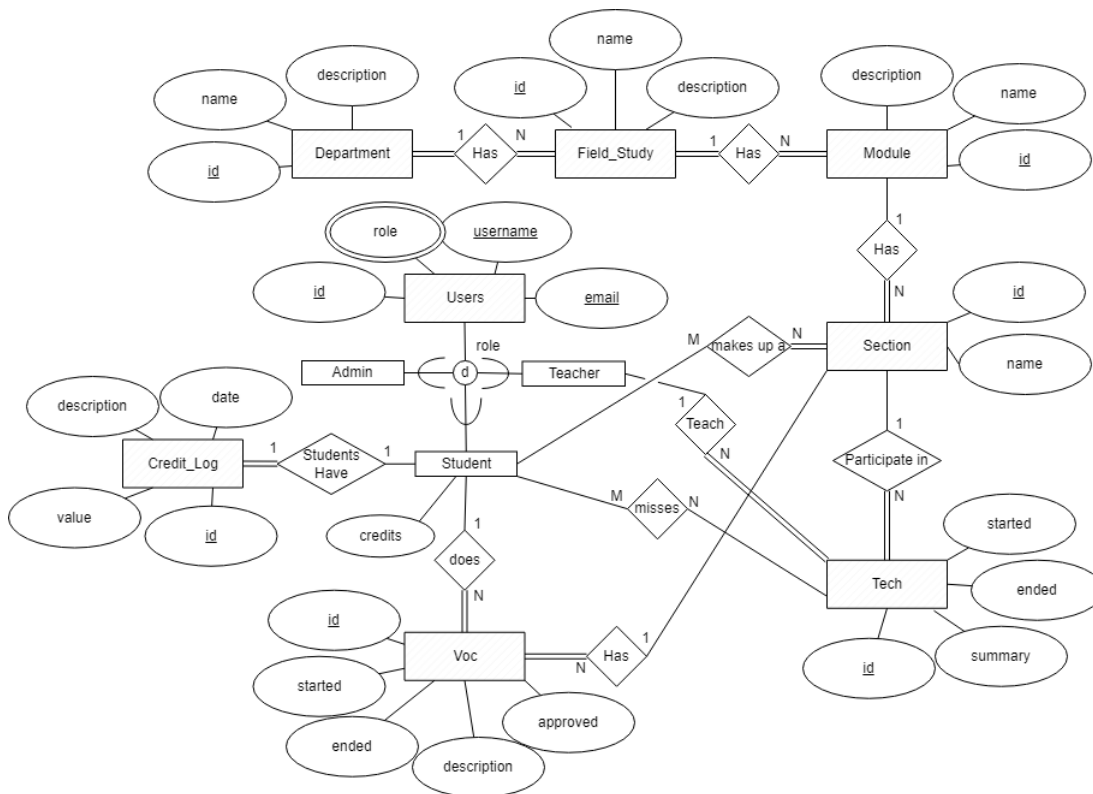 name
description
name
id
description
description
name
id
Department
1
Has
N
Field_Study
1
Has
N
Module
id
1
Has
N
role
username
id
Users
email
id
Section
name
role
M
makes up a
N
Admin
d
Teacher
description
date
1
Teach
N
1
Participate in
N
Credit_Log
1
Students
Have
1
Student
value
id
credits
M
misses
N
started
Tech
ended
summary
id
1
does
N
id
Voc
N
Has
1
started
ended
description
approved